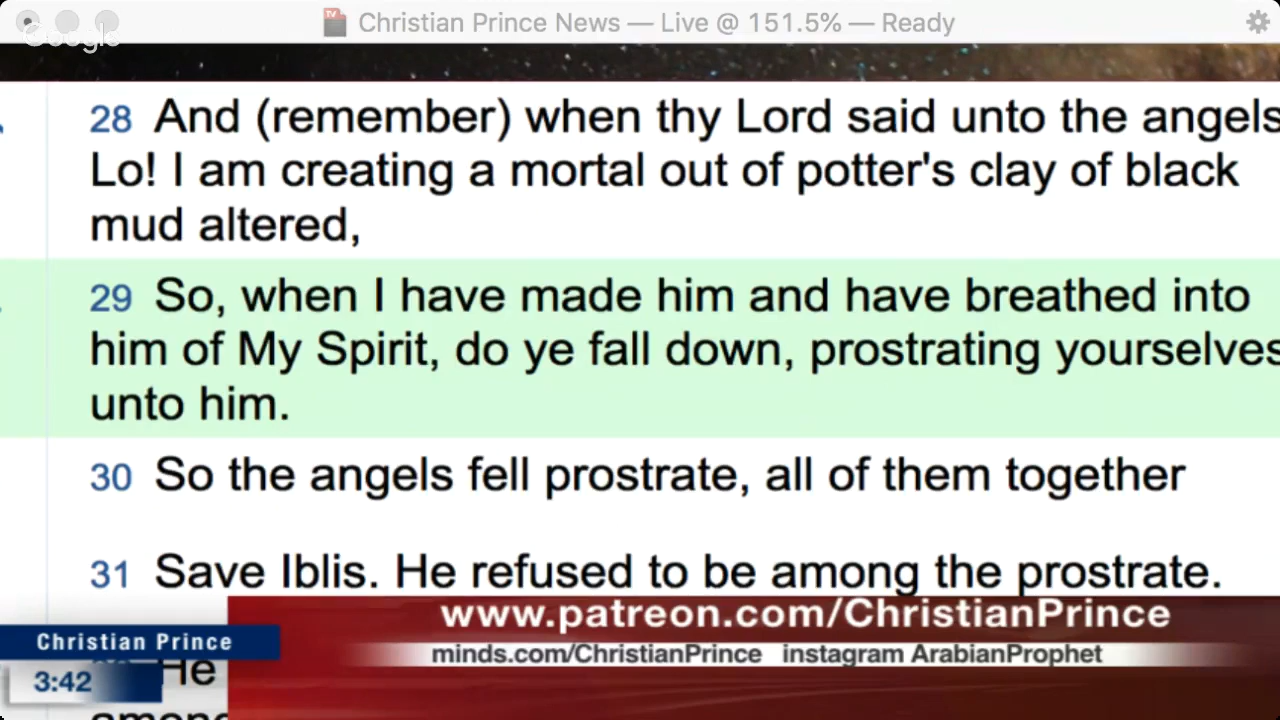 Christian Prince News — Live @ 151.5% — Ready
Google
28 And (remember) when thy Lord said unto the angels
Lo! I am creating a mortal out of potter's clay of black
mud altered,
29 So, when I have made him and have breathed into
him of My Spirit, do ye fall down, prostrating yourselves
unto him.
30 So the angels fell prostrate, all of them together
31 Save Iblis. He refused to be among the prostrate.
He
www.patreon.com/ChristianPrince
Christian Prince
minds.com/ChristianPrince instagram ArabianProphet
3:42